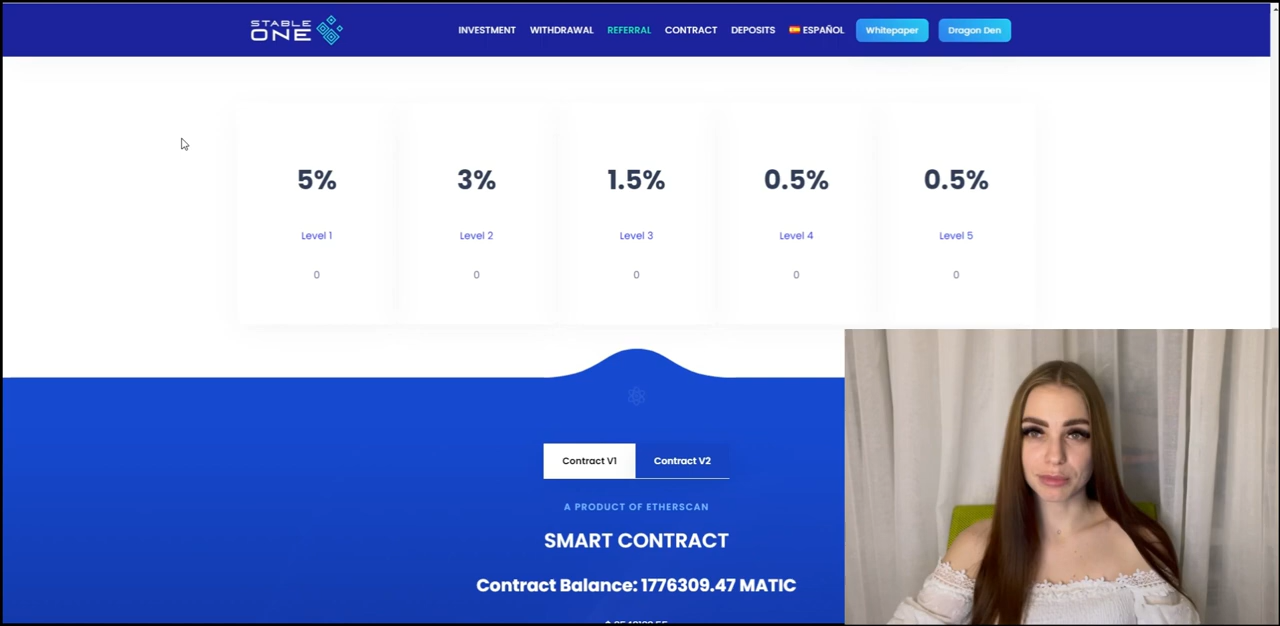 STABLE
ONE
INVESTMENT WITHDRAWAL REFERRAL CONTRACT DEPOSITS ESPAÑOL Whitepaper Dragon Den
5% 3% 1.5% 0.5% 0.5%
Level 1 Level 2 Level 3 Level 4 Level 5
0 0 0 0 0
Contract V1 Contract V2
A PRODUCT OF ETHERSCAN
SMART CONTRACT
Contract Balance: 1776309.47 MATIC